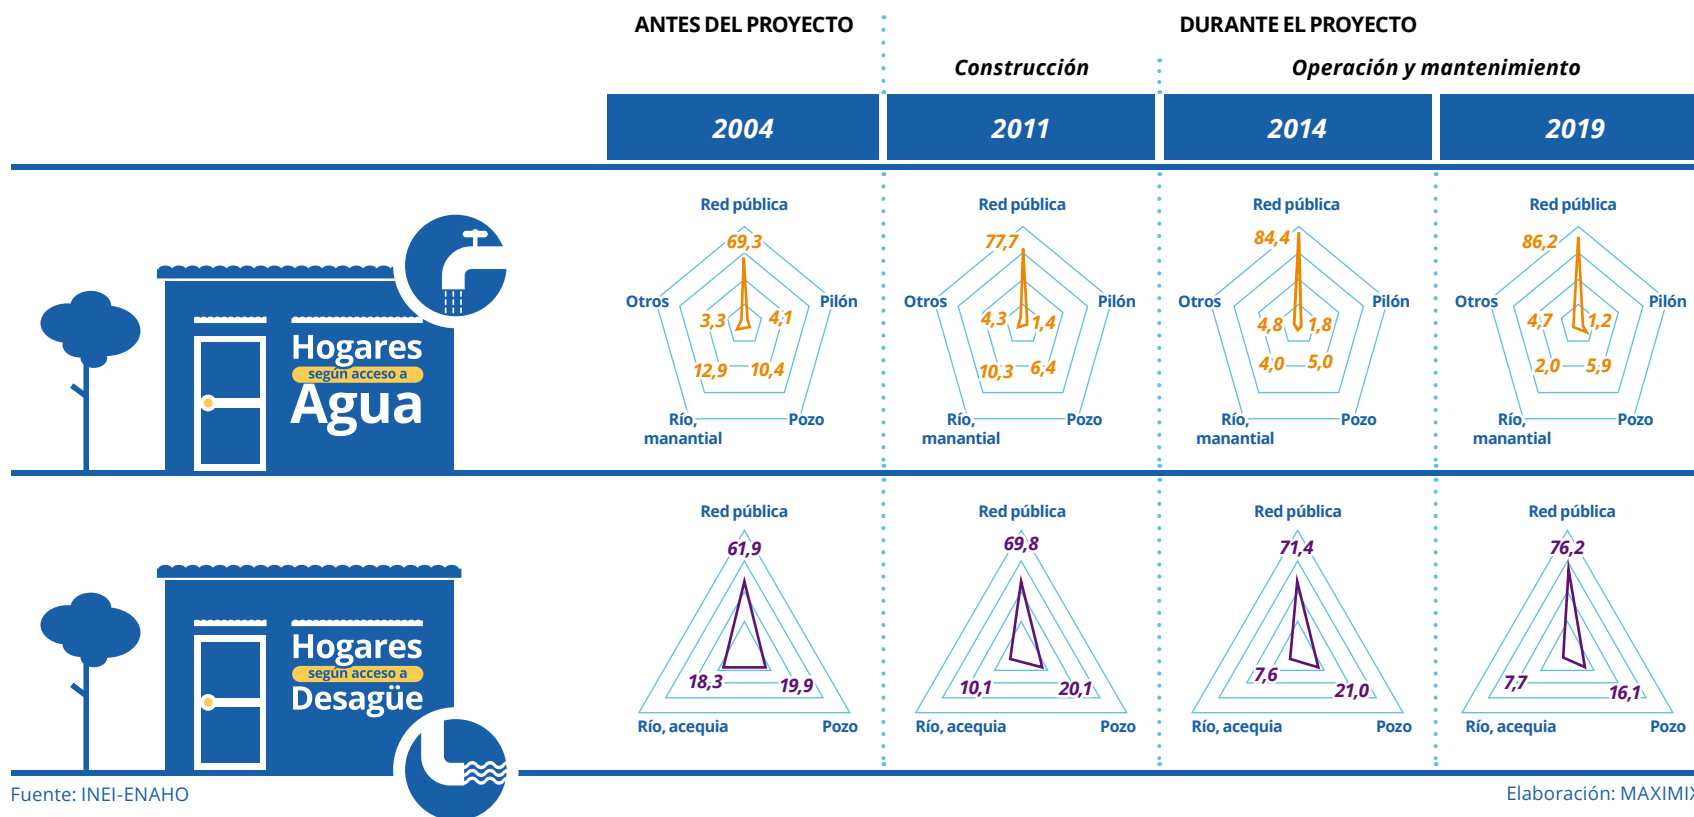 ANTES DEL PROYECTO
DURANTE EL PROYECTO
Construcción
Operación y mantenimiento
2004
2011
2014
2019
Hogares
según acceso a
Agua
Red pública
69,3
Otros
Pilón
3,3
4,1
12,9
10,4
Río,
manantial
Pozo
Red pública
77,7
Otros
Pilón
4,3
1,4
10,3
6,4
Río,
manantial
Pozo
Red pública
84,4
Otros
Pilón
4,8
1,8
4,0
5,0
Río,
manantial
Pozo
Red pública
86,2
Otros
Pilón
4,7
1,2
2,0
5,9
Río,
manantial
Pozo
Hogares
según acceso a
Desagüe
Red pública
61,9
18,3
19,9
Río, acequia
Pozo
Red pública
69,8
10,1
20,1
Río, acequia
Pozo
Red pública
71,4
7,6
21,0
Río, acequia
Pozo
Red pública
76,2
7,7
16,1
Río, acequia
Pozo
Fuente: INEI-ENAHO
Elaboración: MAXIMIX